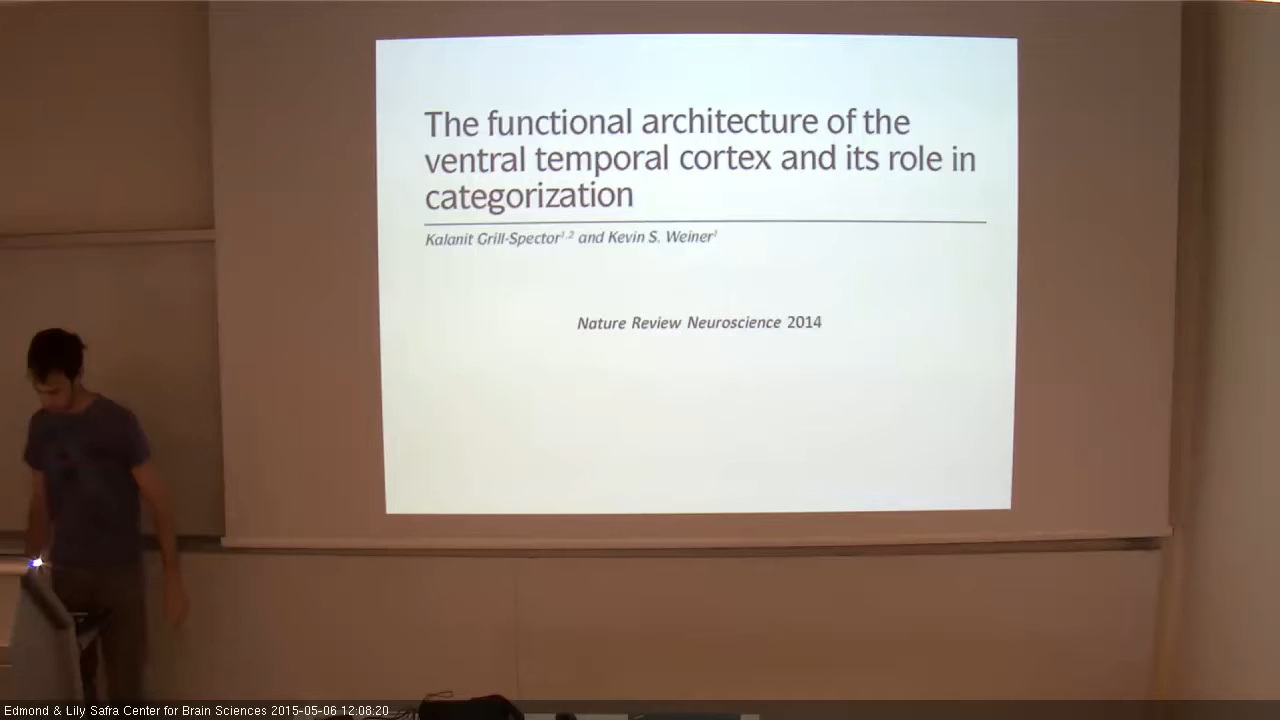 The functional architecture of the
ventral temporal cortex and its role in
categorization
Kalanit Grill-Spector1,2 and Kevin S. Weiner1
Nature Review Neuroscience 2014
Edmond & Lily Safra Center for Brain Sciences 2015-05-06 12:08:20